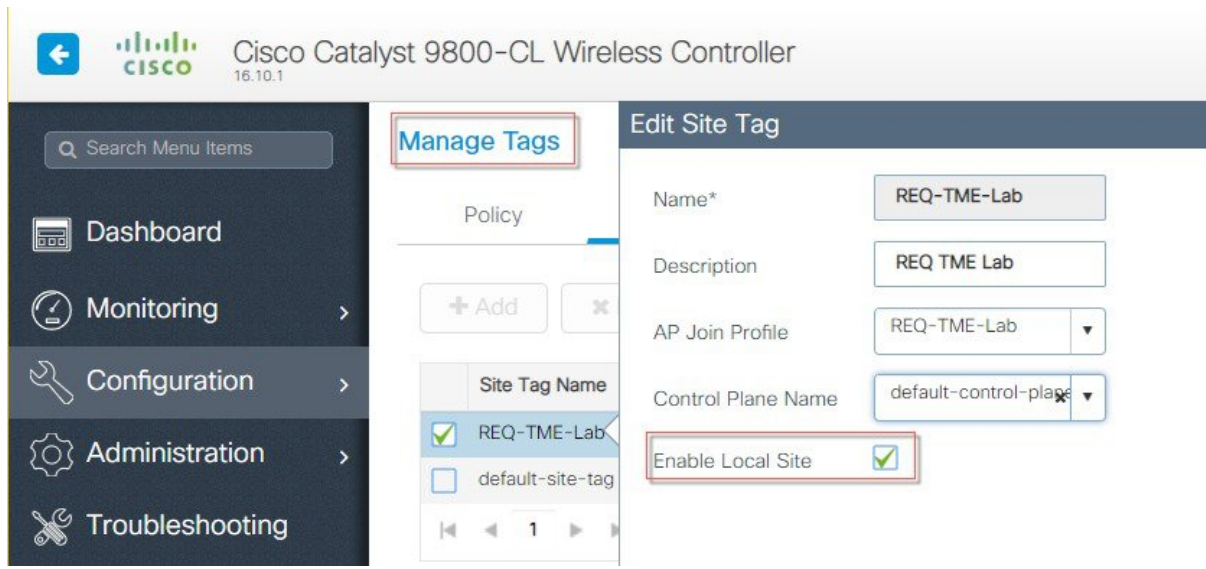 CISCO
Cisco Catalyst 9800-CL Wireless Controller
16.10.1
Search Menu Items
Dashboard
Monitoring
Configuration
Administration
Troubleshooting
Manage Tags
Policy
+ Add
Site Tag Name
REQ-TME-Lab
default-site-tag
1
Edit Site Tag
Name* REQ-TME-Lab
Description REQ TME Lab
AP Join Profile REQ-TME-Lab
Control Plane Name default-control-plane
Enable Local Site